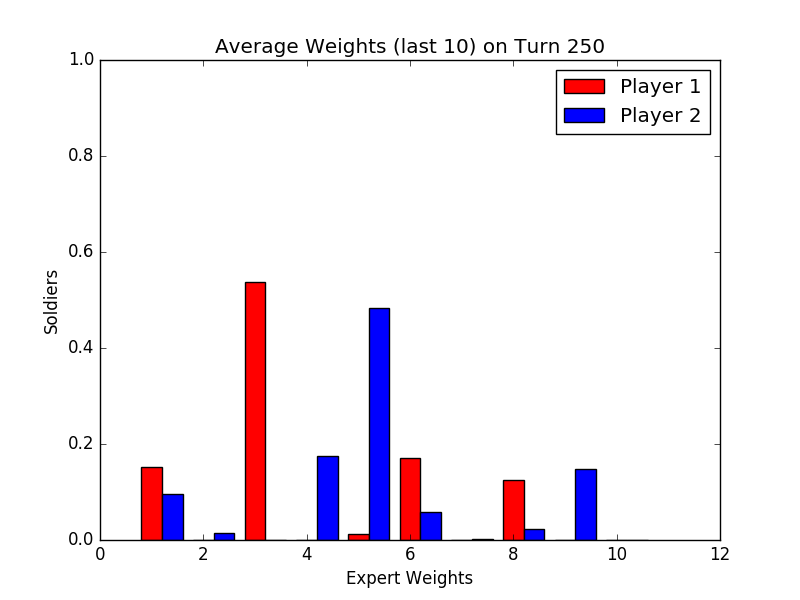 Average Weights (last 10) on Turn 250
1.0
0.8
0.6
0.4
0.2
0.0
Soldiers
Player 1
Player 2
0 2 4 6 8 10 12
Expert Weights